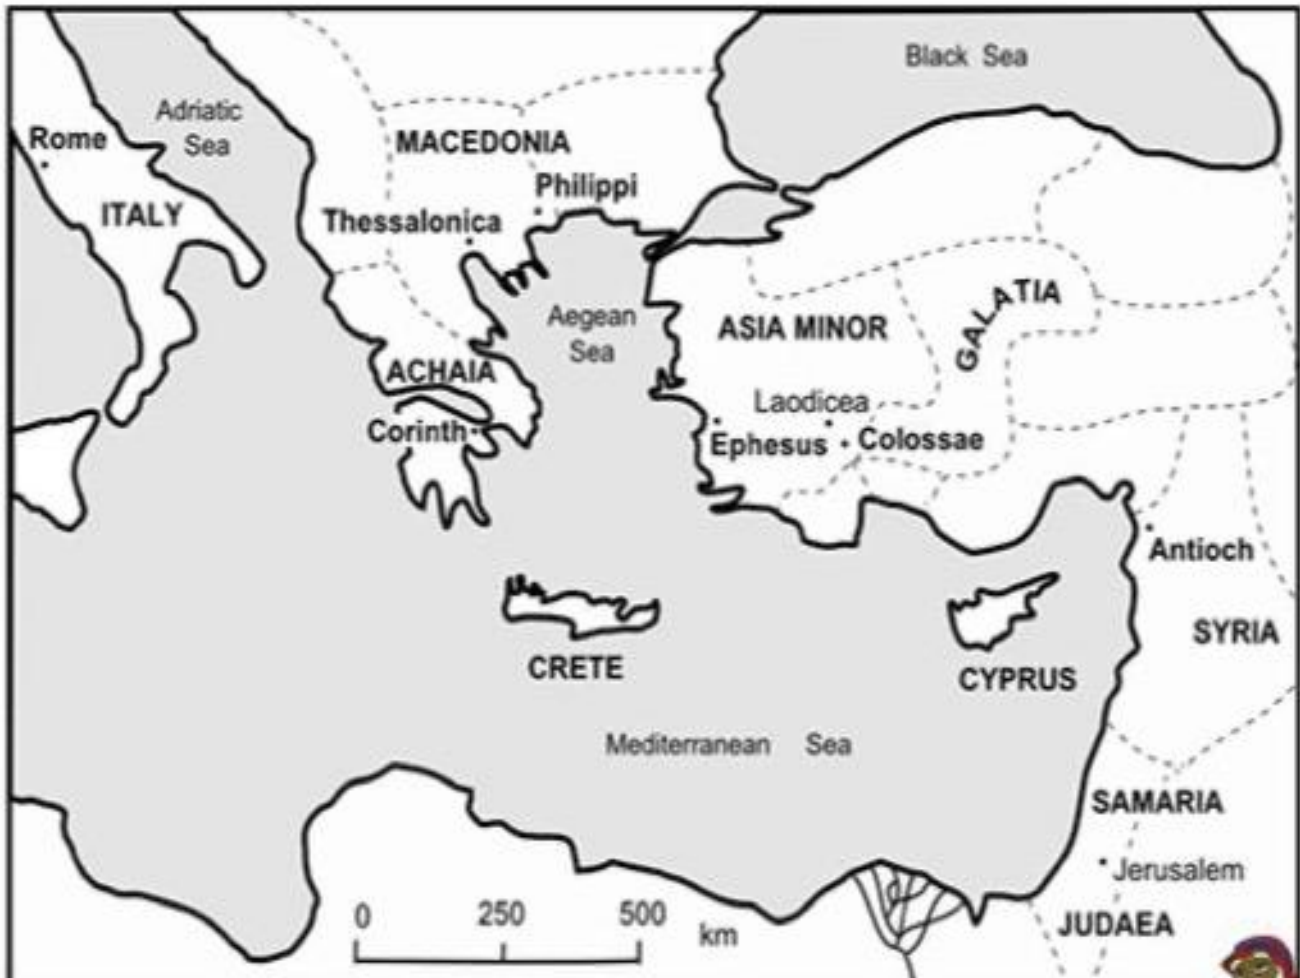 Black Sea
Adriatic
Sea
Rome
MACEDONIA
Philippi
ITALY
Thessalonica
GALATIA
Aegean
Sea
ASIA MINOR
ACHAIA
Laodicea
Corinth
Ephesus
Colossae
Antioch
SYRIA
CRETE
CYPRUS
Mediterranean Sea
SAMARIA
Jerusalem
JUDAEA
0 250 500
km